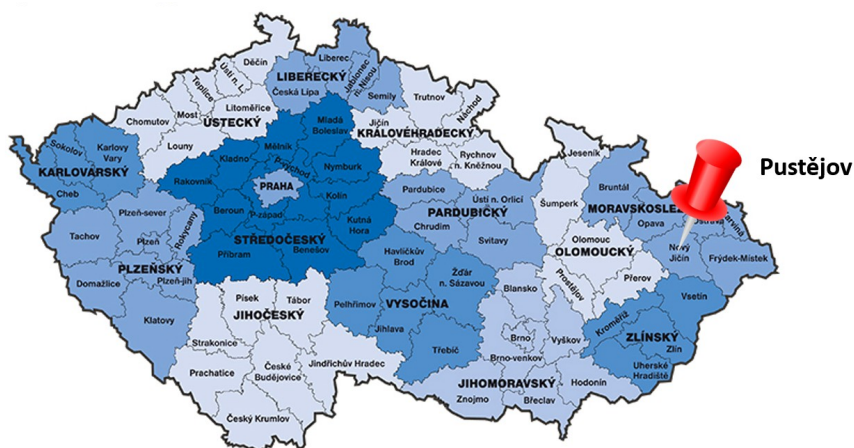 Děčín
Liberec
Jablonec
n. Nisou
LIBERECKÝ
Česká Lípa
Semily
Ústí n. L.
Teplice
Most
Chomutov
Litoměřice
ÚSTECKÝ
Louny
Trutnov
Náchod
Jičín
KRÁLOVÉHRADECKÝ
Hradec
Králové
Rychnov
n. Kněžnou
Sokolov
Karlovy
Vary
KARLOVARSKÝ
Cheb
Mladá
Boleslav
Mělník
Kladno
P-východ
Nymburk
Rakovník
PRAHA
Kolín
Beroun
P-západ
Kutná
Hora
STŘEDOČESKÝ
Příbram
Benešov
Plzeň-sever
Rokycany
Tachov
Plzeň
PLZEŇSKÝ
Plzeň-jih
Domažlice
Klatovy
Pardubice
Ústí n. Orlicí
PARDUBICKÝ
Chrudim
Svitavy
Jeseník
Šumperk
Olomouc
OLOMOUCKÝ
Prostějov
Přerov
Bruntál
MORAVSKOSLEZ
Opava
Nový
Jičín
Frýdek-Místek
Pustějov
Havlíčkův
Brod
Žďár
n. Sázavou
Pelhřimov
VYSOČINA
Jihlava
Třebíč
Písek
Tábor
JIHOČESKÝ
Strakonice
Prachatice
České
Budějovice
Jindřichův Hradec
Český Krumlov
Blansko
Brno
Vyškov
Brno-venkov
JIHOMORAVSKÝ
Hodonín
Znojmo
Břeclav
Vsetín
Kroměříž
ZLÍNSKÝ
Zlín
Uherské
Hradiště